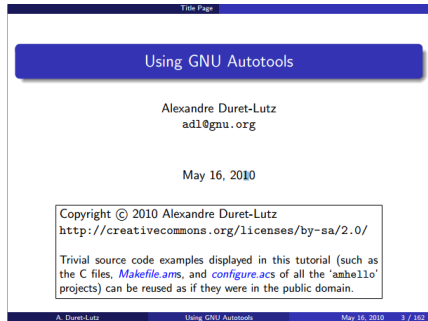 Title Page
Using GNU Autotools
Alexandre Duret-Lutz
adl@gnu.org
May 16, 2010
Copyright © 2010 Alexandre Duret-Lutz
http://creativecommons.org/licenses/by-sa/2.0/
Trivial source code examples displayed in this tutorial (such as
the C files, Makefile.ams, and configure.acs of all the ‘amhello’
projects) can be reused as if they were in the public domain.
A. Duret-Lutz Using GNU Autotools May 16, 2010 3 / 162